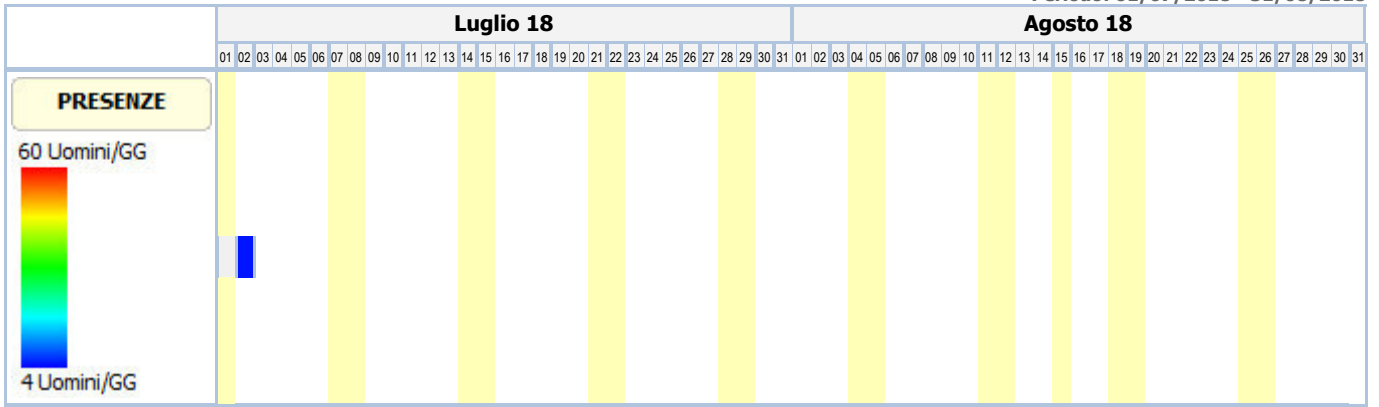 Luglio 18 Agosto 18
01 02 03 04 05 06 07 08 09 10 11 12 13 14 15 16 17 18 19 20 21 22 23 24 25 26 27 28 29 30 31 01 02 03 04 05 06 07 08 09 10 11 12 13 14 15 16 17 18 19 20 21 22 23 24 25 26 27 28 29 30 31
PRESENZE
60 Uomini/GG
4 Uomini/GG